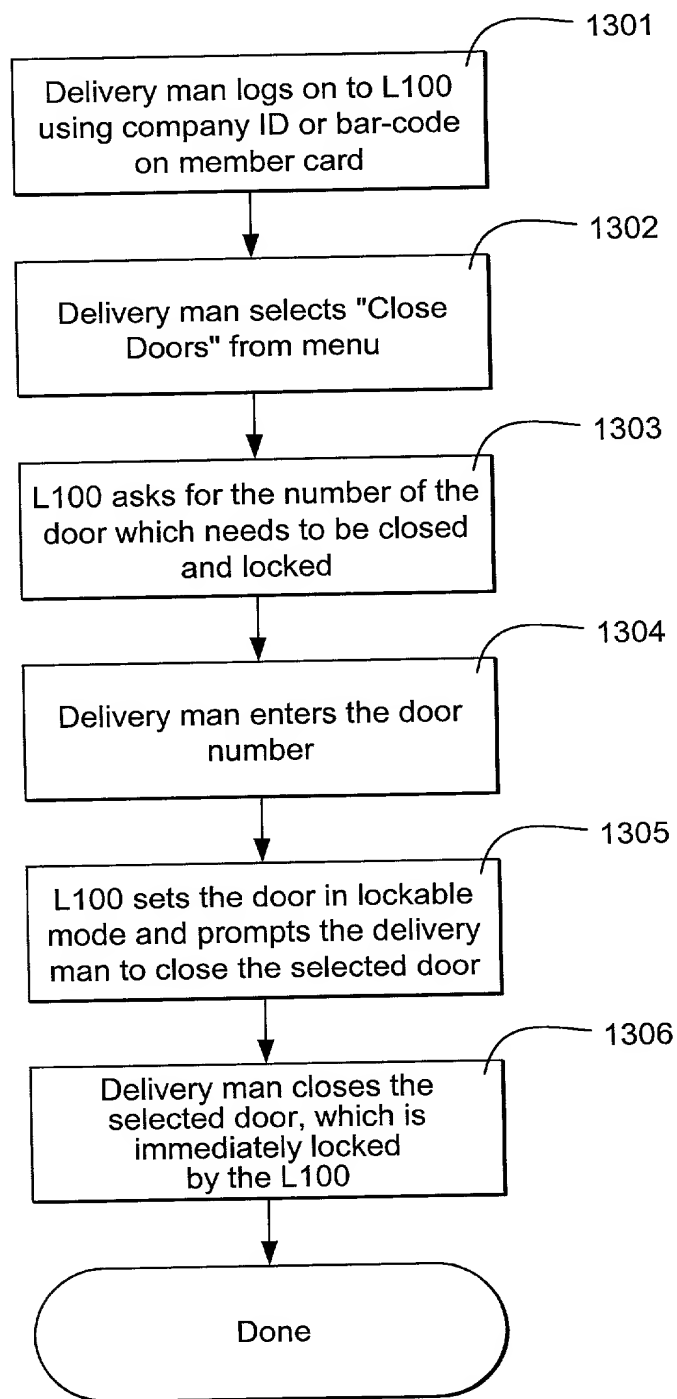 1301
Delivery man logs on to L100
using company ID or bar-code
on member card
1302
Delivery man selects "Close
Doors" from menu
1303
L100 asks for the number of the
door which needs to be closed
and locked
1304
Delivery man enters the door
number
1305
L100 sets the door in lockable
mode and prompts the delivery
man to close the selected door
1306
Delivery man closes the
selected door, which is
immediately locked
by the L100
Done